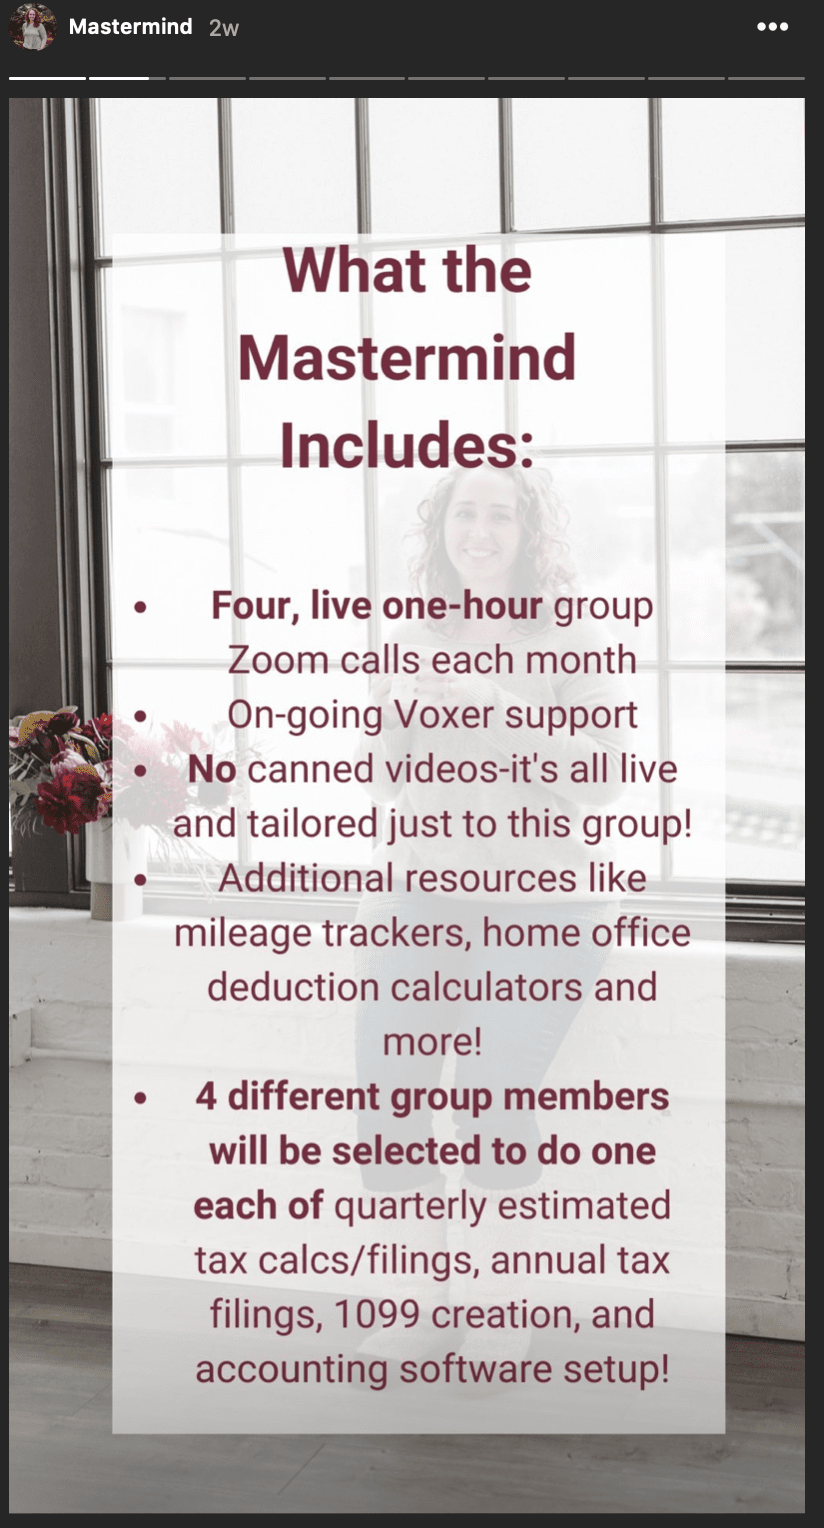 Mastermind 2w
What the
Mastermind
Includes:
• Four, live one-hour group
Zoom calls each month
• On-going Voxer support
• No canned videos-it's all live
and tailored just to this group!
• Additional resources like
mileage trackers, home office
deduction calculators and
more!
• 4 different group members
will be selected to do one
each of quarterly estimated
tax calcs/filings, annual tax
filings, 1099 creation, and
accounting software setup!